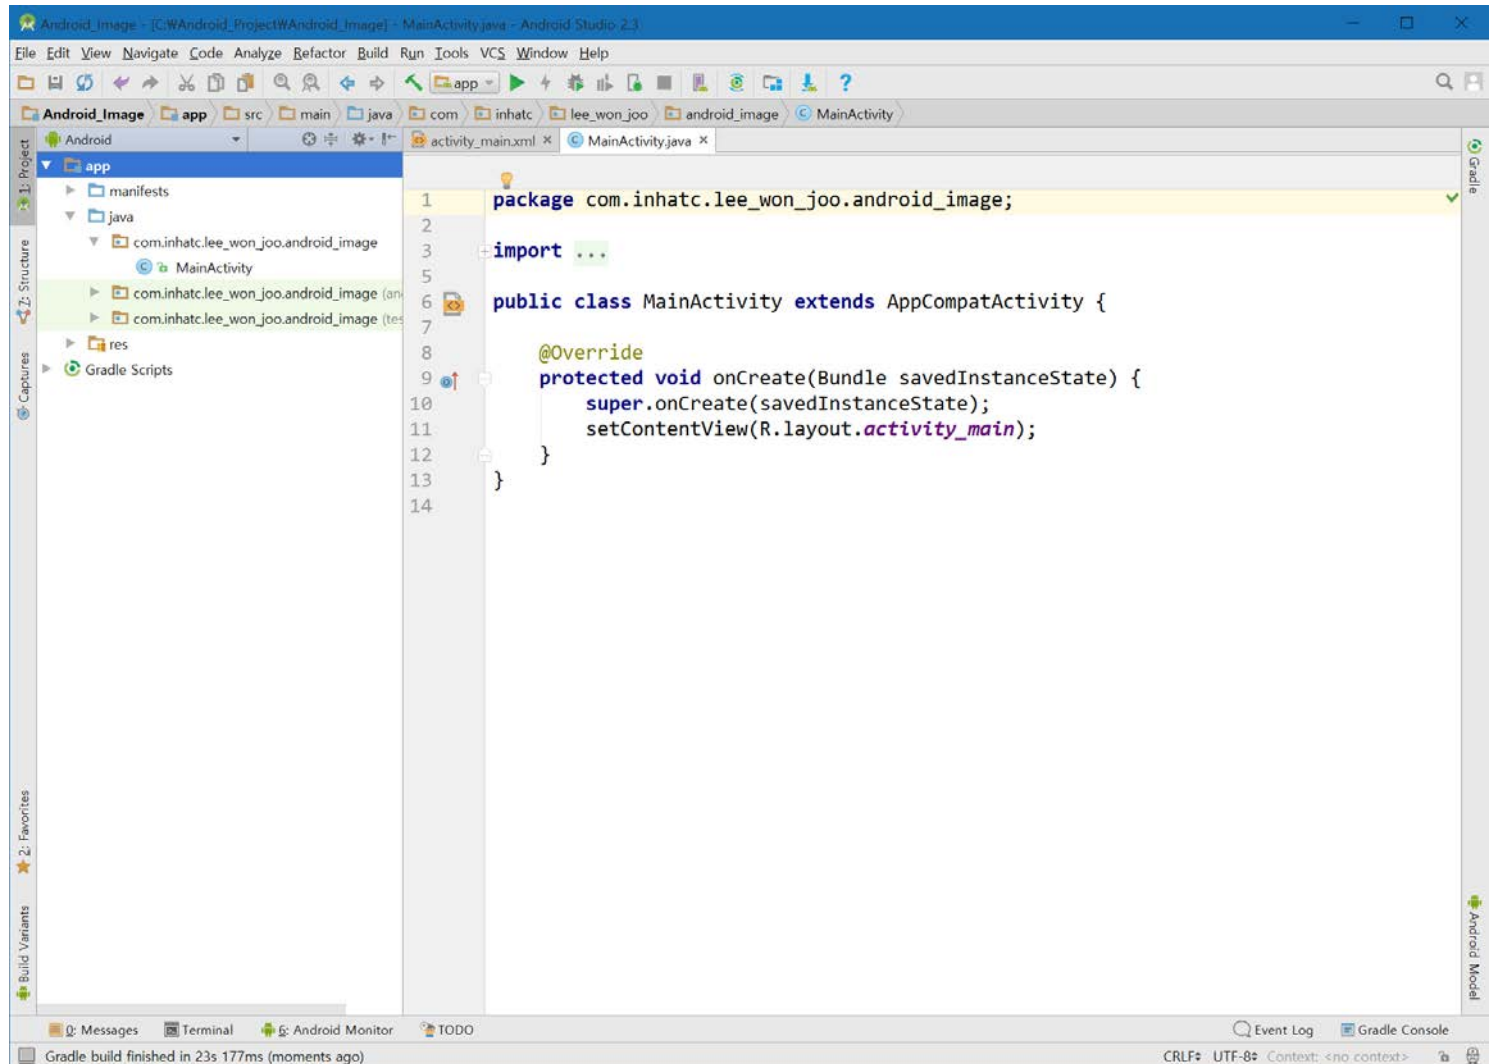 Android_Image - [C:\Android_Project\Android_Image] - MainActivity.java - Android Studio 2.3
File Edit View Navigate Code Analyze Refactor Build Run Tools VCS Window Help
app
Android_Image app src main java com inhatc lee_won_joo android_image MainActivity
Android
activity_main.xml MainActivity.java
1: Project
Z: Structure
Captures
2: Favorites
Build Variants
app
manifests
java
com.inhatc.lee_won_joo.android_image
MainActivity
com.inhatc.lee_won_joo.android_image (an
com.inhatc.lee_won_joo.android_image (tes
res
Gradle Scripts
1 package com.inhatc.lee_won_joo.android_image;
2
3 import ...
5
6 public class MainActivity extends AppCompatActivity {
7
8 @Override
9 protected void onCreate(Bundle savedInstanceState) {
10 super.onCreate(savedInstanceState);
11 setContentView(R.layout.activity_main);
12 }
13 }
14
Gradle
Android Model
0: Messages Terminal 6: Android Monitor TODO Event Log Gradle Console
Gradle build finished in 23s 177ms (moments ago) CRLF UTF-8 Context: <no context>